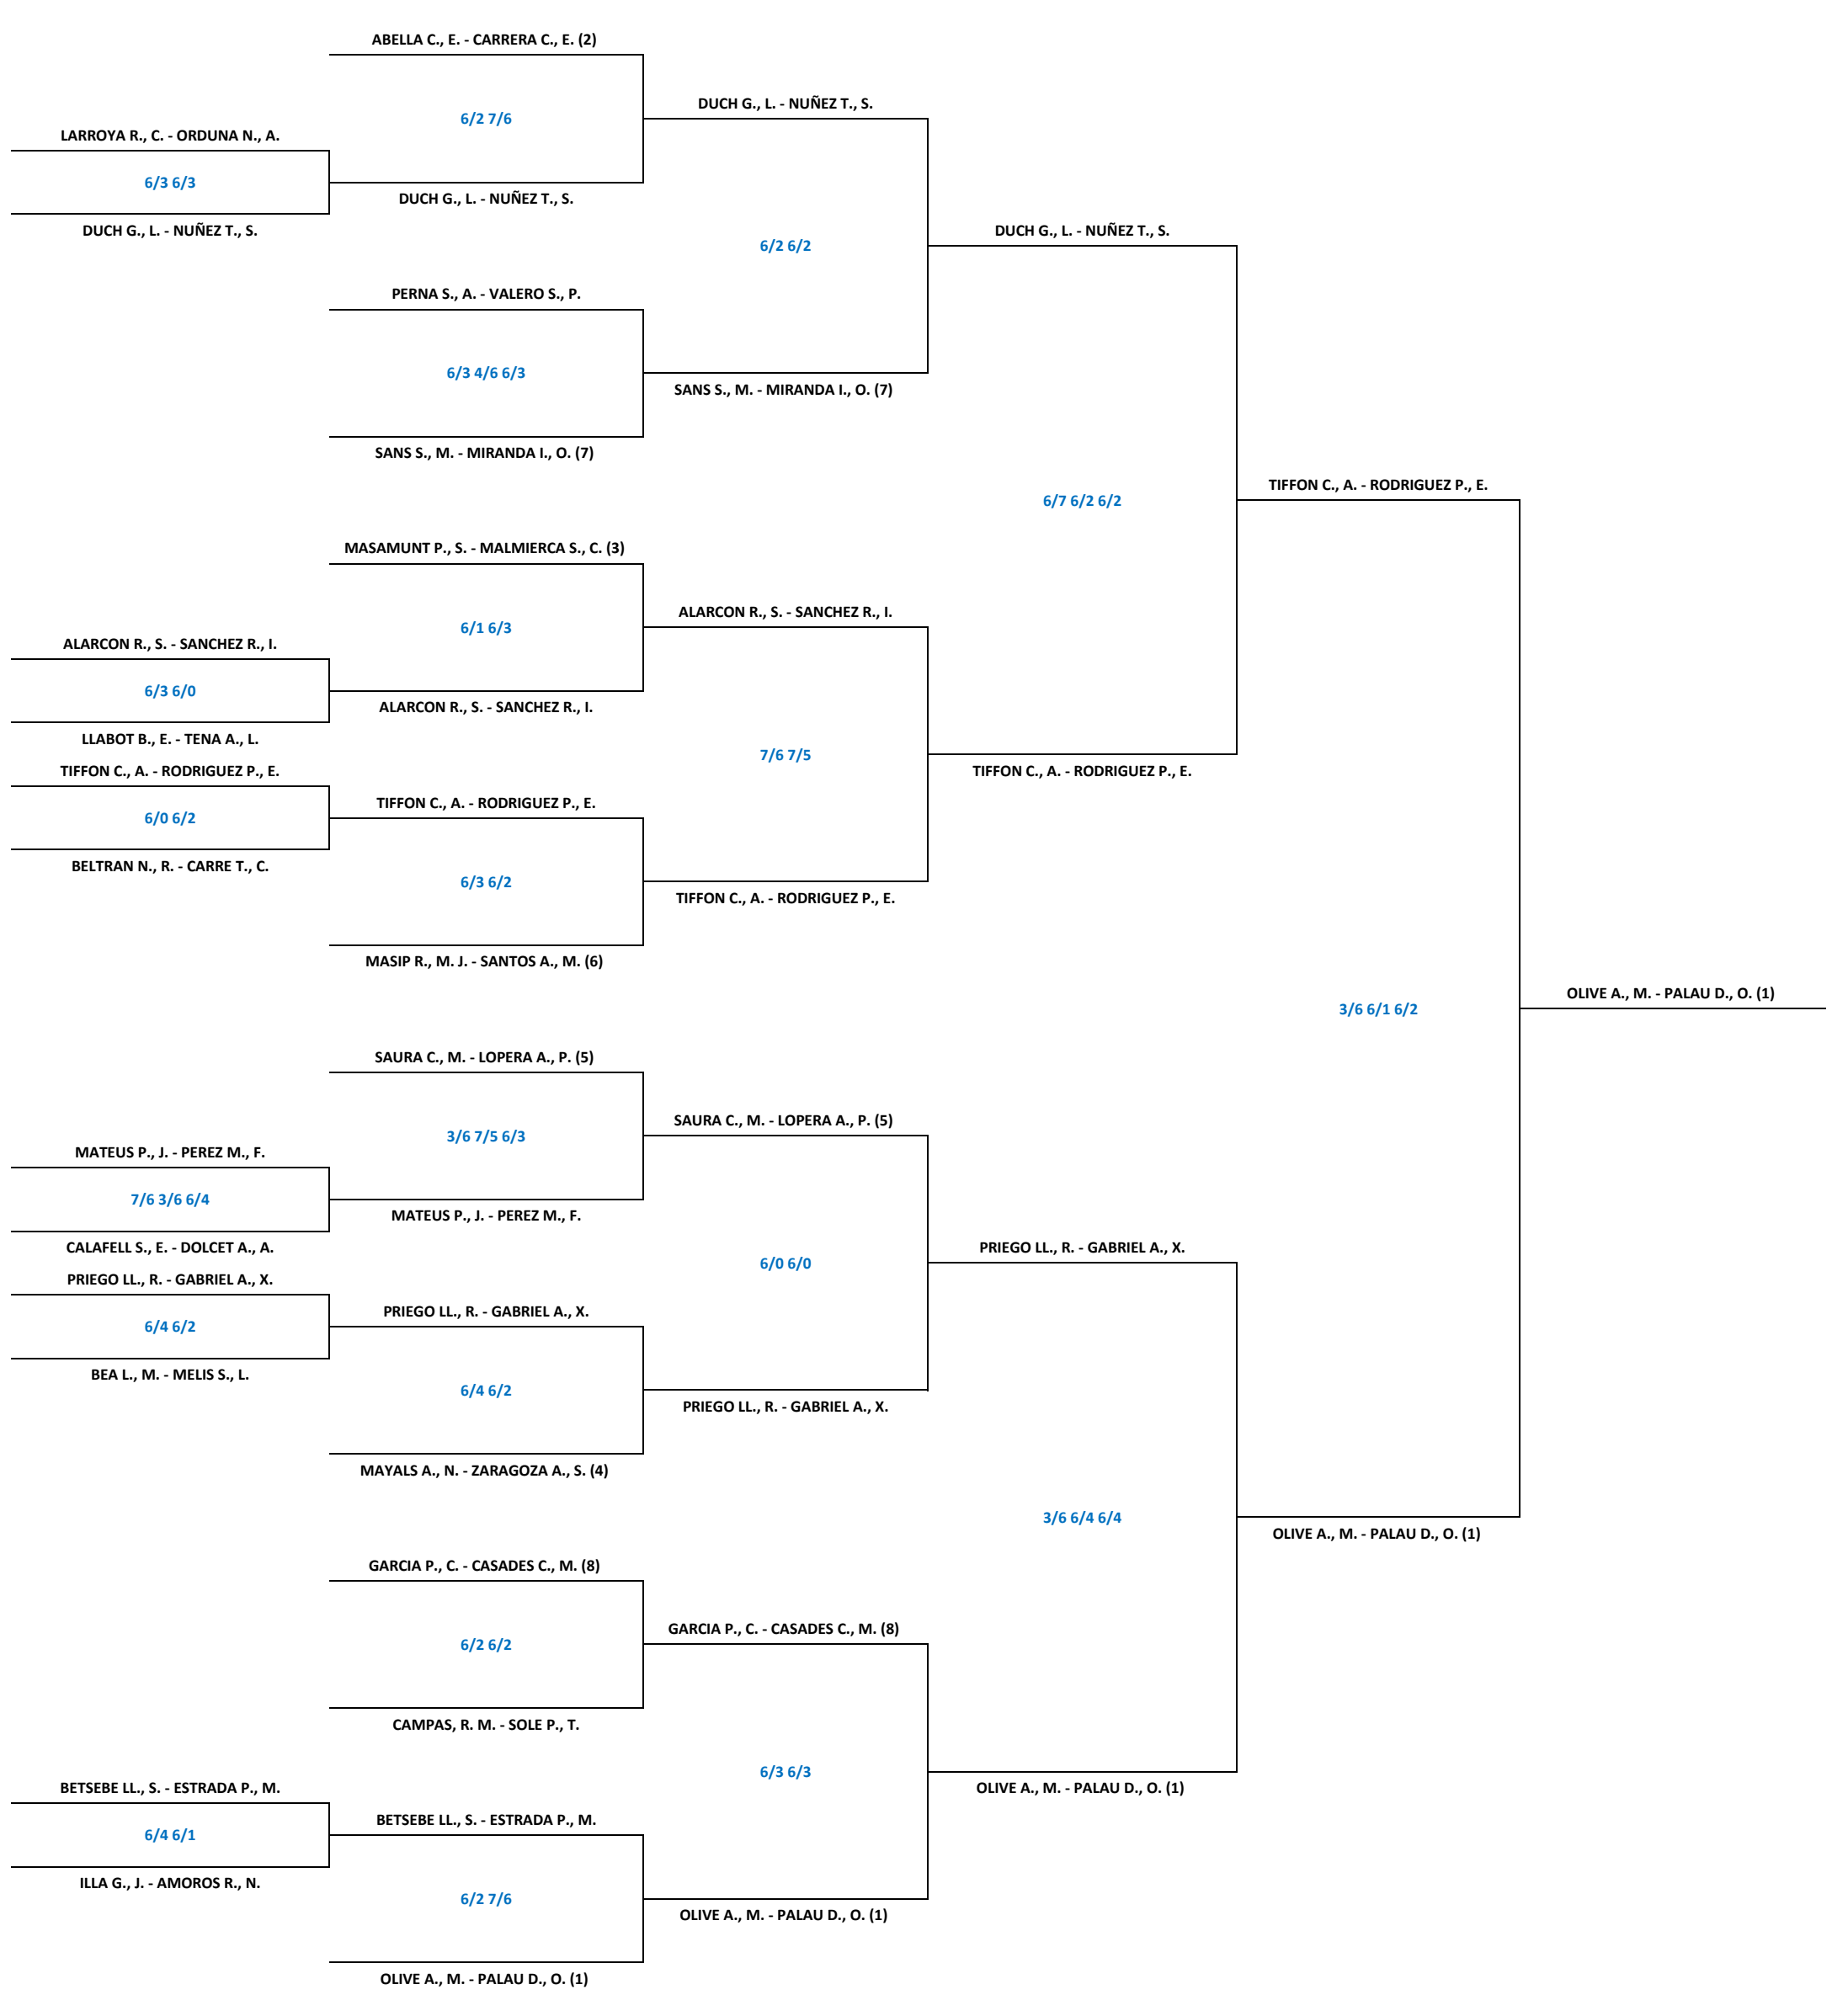 ABELLA C., E. - CARRERA C., E. (2)
DUCH G., L. - NUÑEZ T., S.
6/2 7/6
LARROYA R., C. - ORDUNA N., A.
6/3 6/3
DUCH G., L. - NUÑEZ T., S.
DUCH G., L. - NUÑEZ T., S.
DUCH G., L. - NUÑEZ T., S.
6/2 6/2
PERNA S., A. - VALERO S., P.
6/3 4/6 6/3
SANS S., M. - MIRANDA I., O. (7)
SANS S., M. - MIRANDA I., O. (7)
TIFFON C., A. - RODRIGUEZ P., E.
6/7 6/2 6/2
MASAMUNT P., S. - MALMIERCA S., C. (3)
ALARCON R., S. - SANCHEZ R., I.
6/1 6/3
ALARCON R., S. - SANCHEZ R., I.
6/3 6/0
ALARCON R., S. - SANCHEZ R., I.
LLABOT B., E. - TENA A., L.
7/6 7/5
TIFFON C., A. - RODRIGUEZ P., E.
TIFFON C., A. - RODRIGUEZ P., E.
TIFFON C., A. - RODRIGUEZ P., E.
6/0 6/2
BELTRAN N., R. - CARRE T., C.
6/3 6/2
TIFFON C., A. - RODRIGUEZ P., E.
MASIP R., M. J. - SANTOS A., M. (6)
OLIVE A., M. - PALAU D., O. (1)
3/6 6/1 6/2
SAURA C., M. - LOPERA A., P. (5)
SAURA C., M. - LOPERA A., P. (5)
3/6 7/5 6/3
MATEUS P., J. - PEREZ M., F.
7/6 3/6 6/4
MATEUS P., J. - PEREZ M., F.
CALAFELL S., E. - DOLCET A., A.
PRIEGO LL., R. - GABRIEL A., X.
6/0 6/0
PRIEGO LL., R. - GABRIEL A., X.
PRIEGO LL., R. - GABRIEL A., X.
6/4 6/2
BEA L., M. - MELIS S., L.
6/4 6/2
PRIEGO LL., R. - GABRIEL A., X.
MAYALS A., N. - ZARAGOZA A., S. (4)
3/6 6/4 6/4
OLIVE A., M. - PALAU D., O. (1)
GARCIA P., C. - CASADES C., M. (8)
GARCIA P., C. - CASADES C., M. (8)
6/2 6/2
CAMPAS, R. M. - SOLE P., T.
6/3 6/3
OLIVE A., M. - PALAU D., O. (1)
BETSEBE LL., S. - ESTRADA P., M.
BETSEBE LL., S. - ESTRADA P., M.
6/4 6/1
ILLA G., J. - AMOROS R., N.
6/2 7/6
OLIVE A., M. - PALAU D., O. (1)
OLIVE A., M. - PALAU D., O. (1)